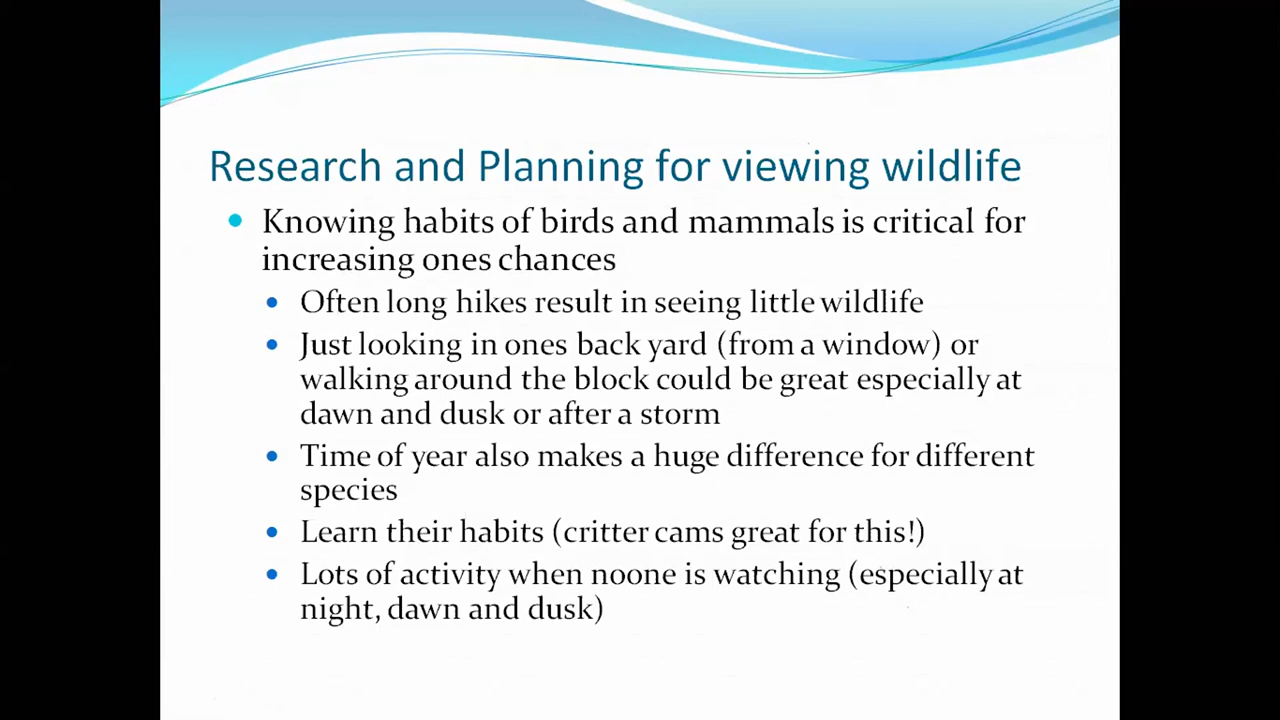 Research and Planning for viewing wildlife
Knowing habits of birds and mammals is critical for
increasing ones chances
Often long hikes result in seeing little wildlife
Just looking in ones back yard (from a window) or
walking around the block could be great especially at
dawn and dusk or after a storm
Time of year also makes a huge difference for different
species
Learn their habits (critter cams great for this!)
Lots of activity when noone is watching (especially at
night, dawn and dusk)